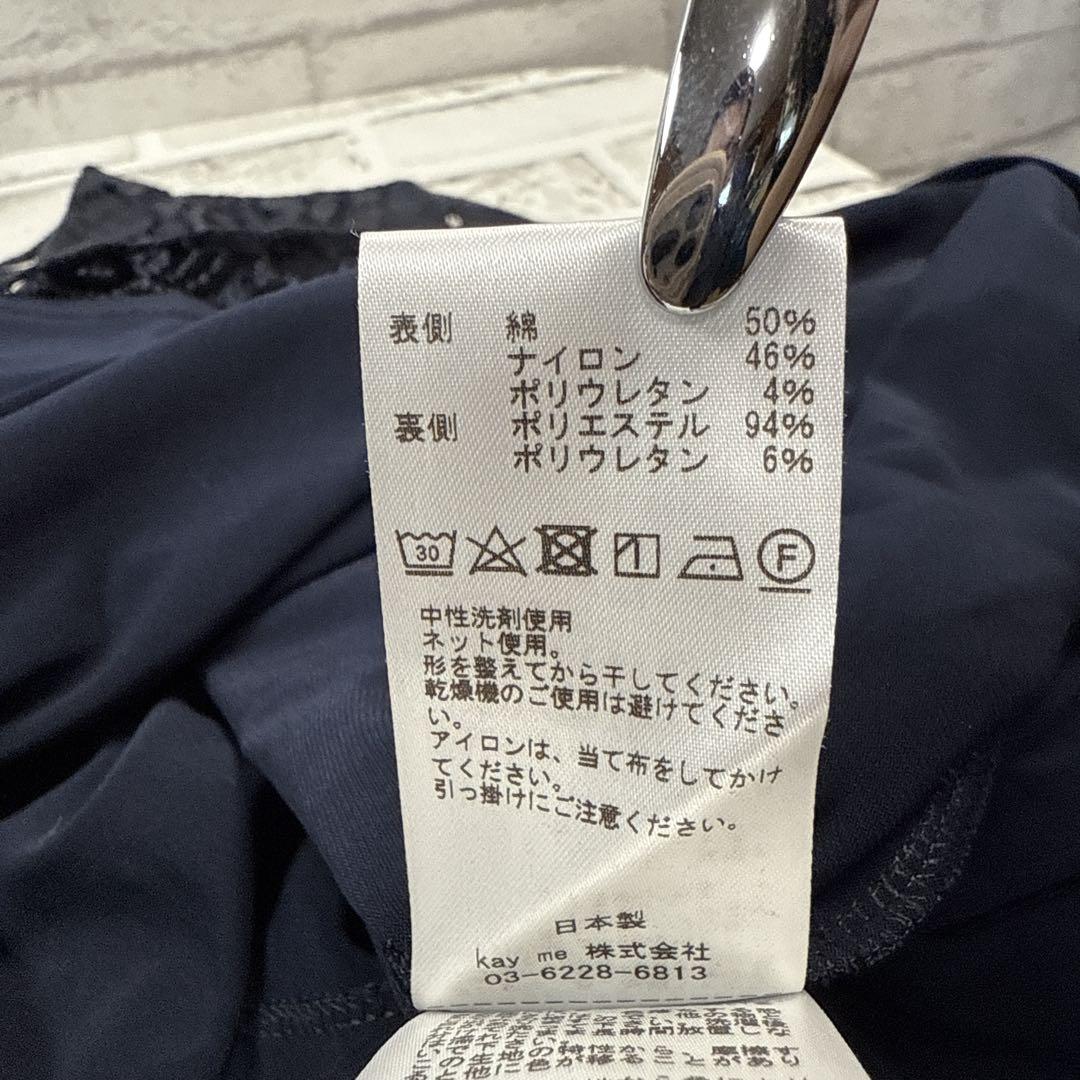 表側 綿 50%
ナイロン 46%
ポリウレタン 4%
裏側 ポリエステル 94%
ポリウレタン 6%
30 F
中性洗剤使用
ネット使用。
形を整えてから干してください。
乾燥機のご使用は避けてくださ
い。
アイロンは、当て布をしてかけ
てください。
引っ掛けにご注意ください。
日本製
kay me 株式会社
03-6228-6813